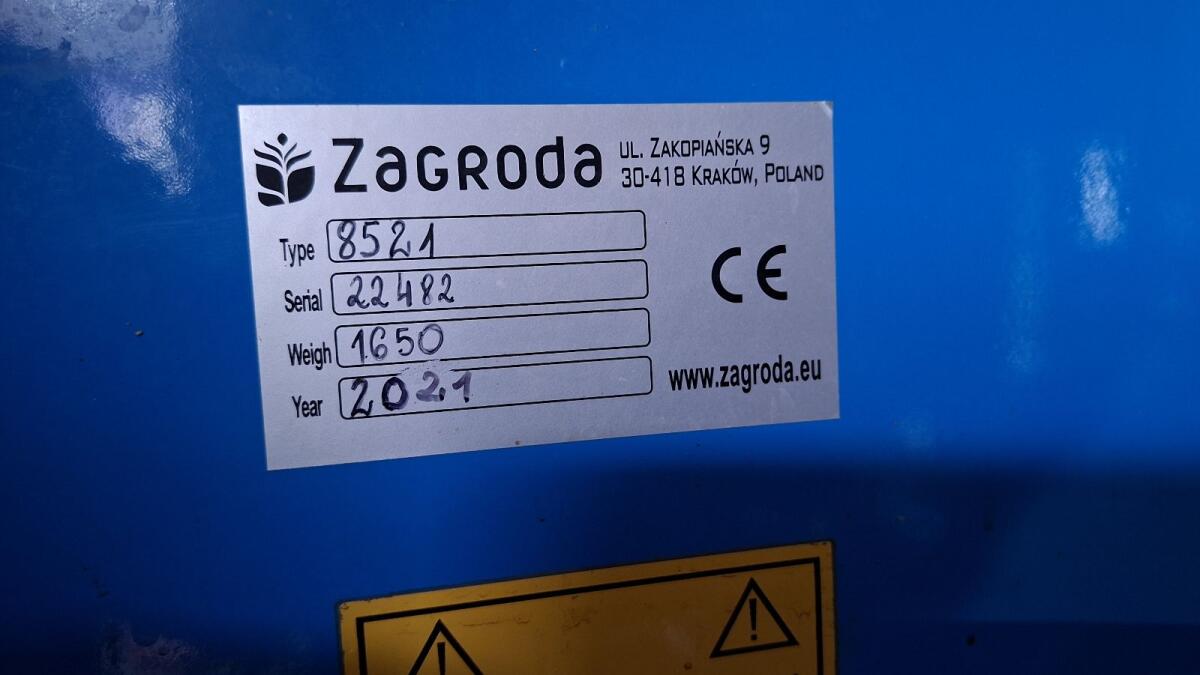 ZAGRODA
UL. ZAKOPIAŃSKA 9
30-418 KRAKÓW, POLAND
Type 8521
Serial 22482
Weigh 1650
Year 2021
CE
www.zagroda.eu